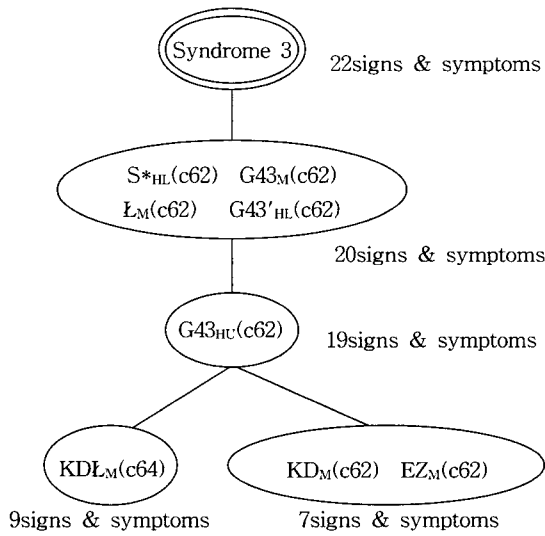 Syndrome 3
22signs & symptoms
S*HL(c62) G43M(c62)
ŁM(c62) G43′HL(c62)
20signs & symptoms
G43HU(c62)
19signs & symptoms
KDŁM(c64)
KDM(c62) EZM(c62)
9signs & symptoms
7signs & symptoms